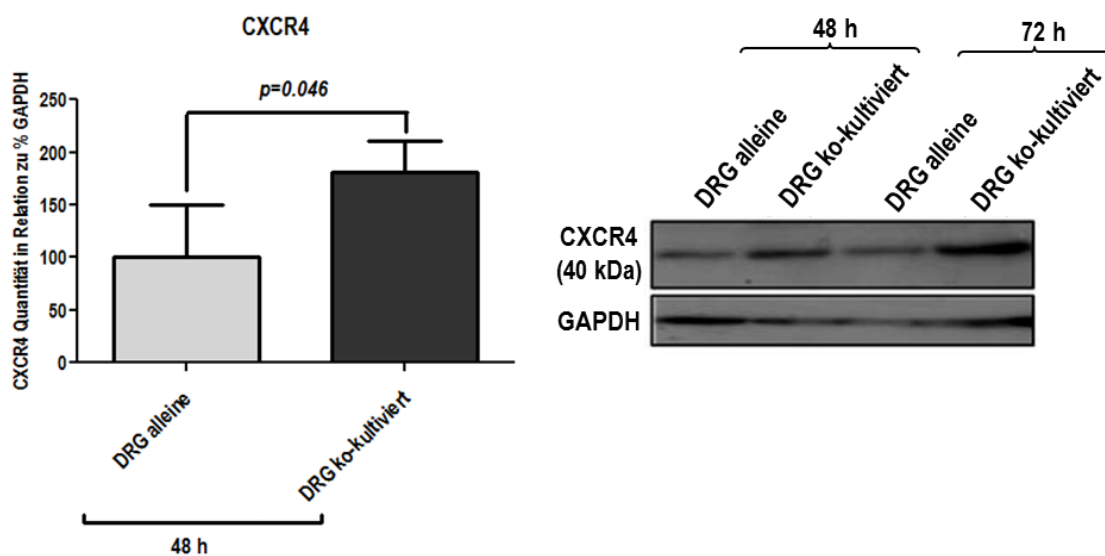 CXCR4
p=0.046
CXCR4 Quantität in Relation zu % GAPDH
250
200
150
100
50
0
DRG alleine
DRG ko-kultiviert
48 h
48 h
72 h
DRG alleine
DRG ko-kultiviert
DRG alleine
DRG ko-kultiviert
CXCR4
(40 kDa)
GAPDH